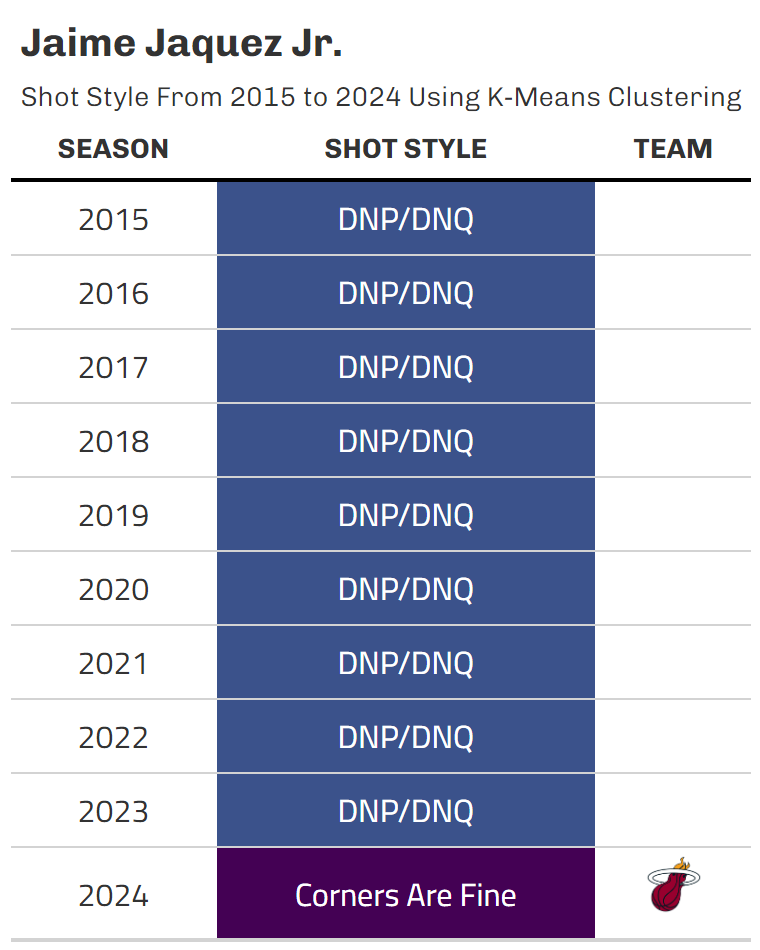 Jaime Jaquez Jr.
Shot Style From 2015 to 2024 Using K-Means Clustering
SEASON SHOT STYLE TEAM
2015 DNP/DNQ
2016 DNP/DNQ
2017 DNP/DNQ
2018 DNP/DNQ
2019 DNP/DNQ
2020 DNP/DNQ
2021 DNP/DNQ
2022 DNP/DNQ
2023 DNP/DNQ
2024 Corners Are Fine